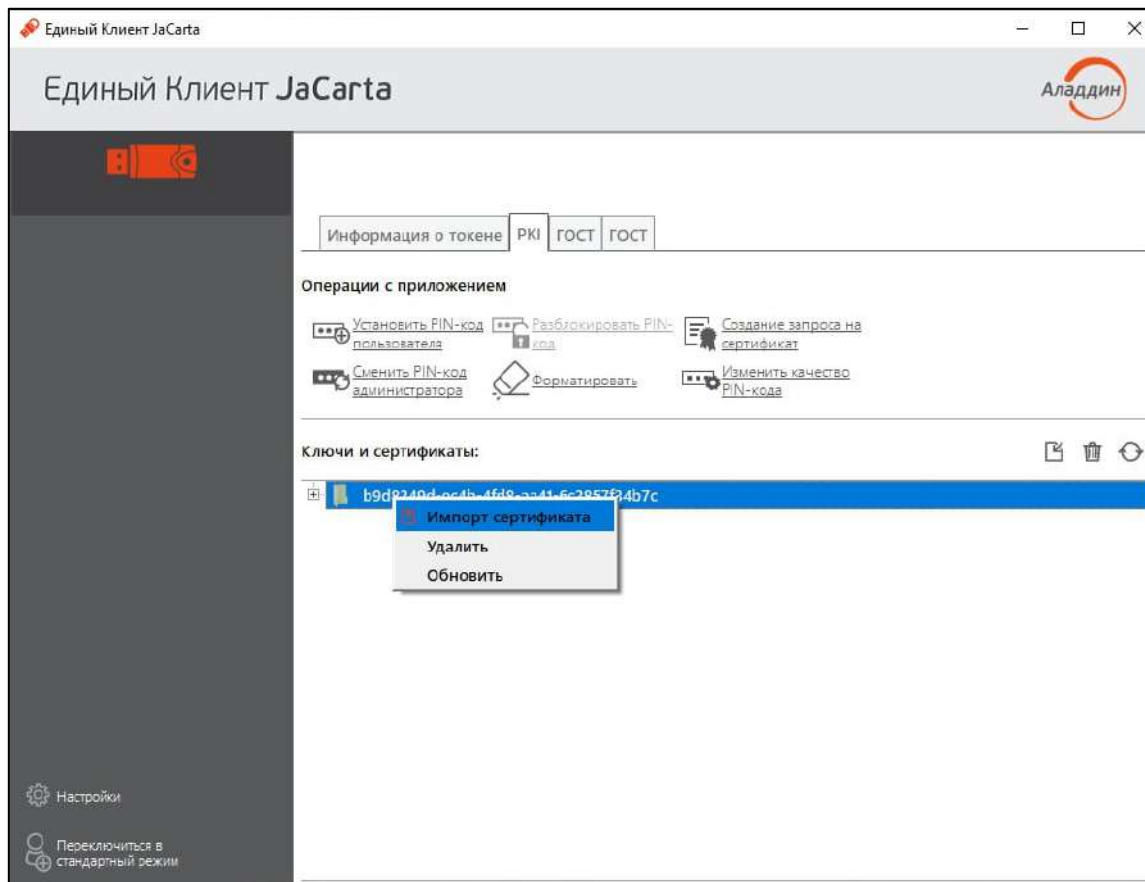 Единый Клиент JaCarta
Единый Клиент JaCarta
Аладдин
Информация о токене PKI ГОСТ ГОСТ
Операции с приложением
Установить PIN-код
пользователя
Разблокировать PIN-
код
Создание запроса на
сертификат
Сменить PIN-код
администратора
Форматировать
Изменить качество
PIN-кода
Ключи и сертификаты:
Импорт сертификата
Удалить
Обновить
Настройки
Переключиться в
стандартный режим